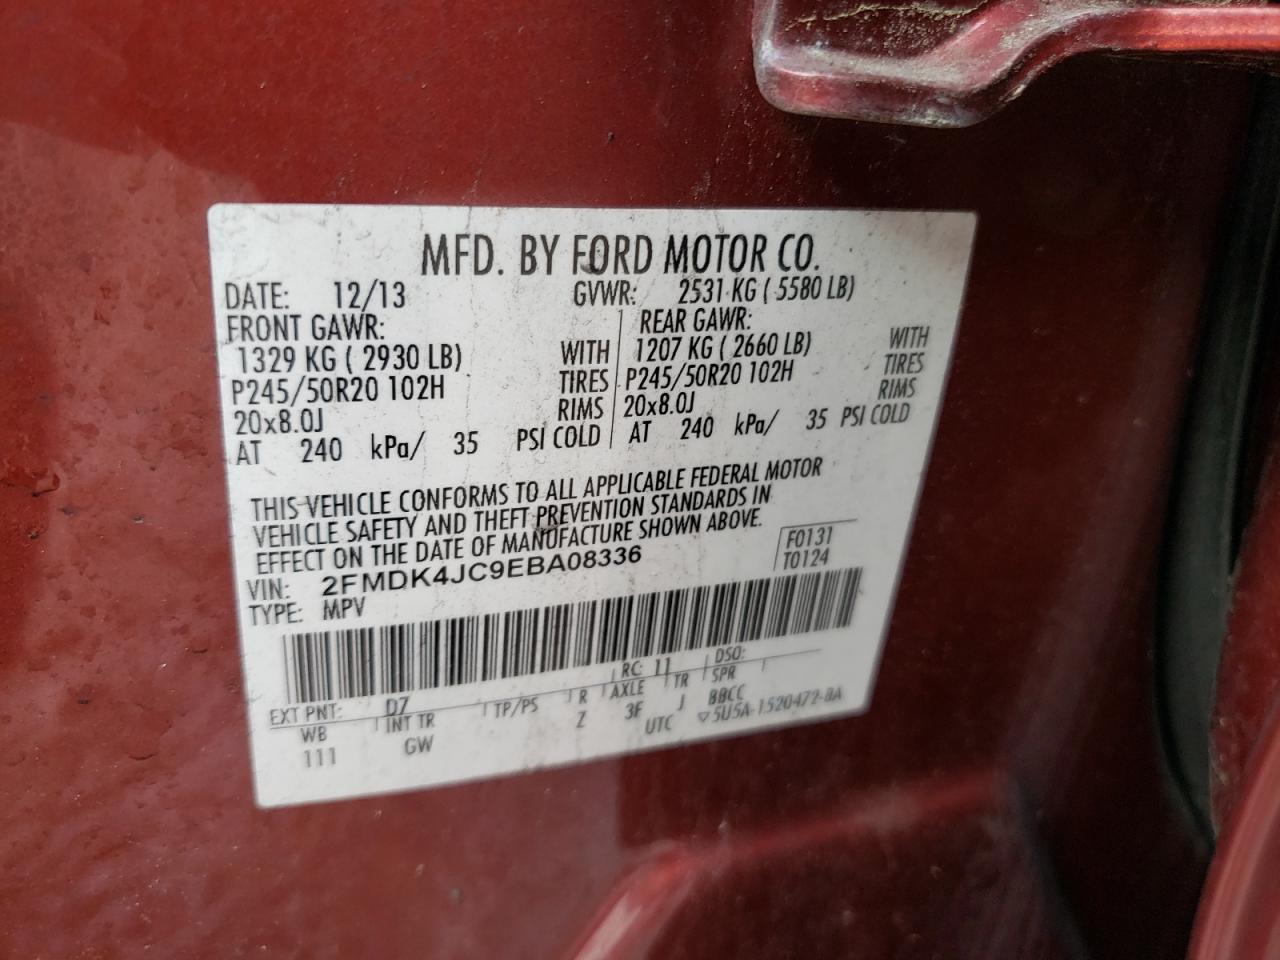 MFD. BY FORD MOTOR CO.
DATE: 12/13 GVWR: 2531 KG ( 5580 LB)
FRONT GAWR:
1329 KG ( 2930 LB) WITH
P245/50R20 102H TIRES
20x8.0J RIMS
AT 240 kPa/ 35 PSI COLD
REAR GAWR:
1207 KG ( 2660 LB) WITH
P245/50R20 102H TIRES
20x8.0J RIMS
AT 240 kPa/ 35 PSI COLD
THIS VEHICLE CONFORMS TO ALL APPLICABLE FEDERAL MOTOR
VEHICLE SAFETY AND THEFT PREVENTION STANDARDS IN
EFFECT ON THE DATE OF MANUFACTURE SHOWN ABOVE.
F0131
T0124
VIN: 2FMDK4JC9EBA08336
TYPE: MPV
EXT PNT: D7 RC: 11 DSO:
WB INT TR TP/PS R AXLE TR SPR
111 GW Z 3F J BBCC
UTC ▽5U5A-1520472-BA